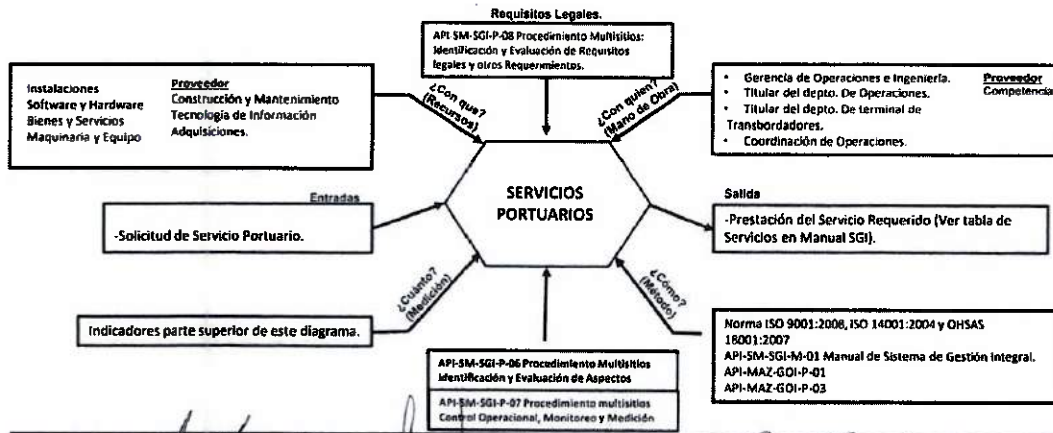 Requisitos Legales.
API-SM-SGI-P-08 Procedimiento Multisitios:
Identificación y Evaluación de Requisitos
legales y otros Requerimientos.
Instalaciones
Software y Hardware
Bienes y Servicios
Maquinaria y Equipo
Proveedor
Construcción y Mantenimiento
Tecnología de Información
Adquisiciones.
¿Con que?
(Recursos)
¿Con quien?
(Mano de Obra)
• Gerencia de Operaciones e Ingeniería.
• Titular del depto. De Operaciones.
• Titular del depto. De terminal de
Transbordadores.
• Coordinación de Operaciones.
Proveedor
Competencia
Entradas
-Solicitud de Servicio Portuario.
SERVICIOS
PORTUARIOS
Salida
-Prestación del Servicio Requerido (Ver tabla de
Servicios en Manual SGI).
¿Cuánto?
(Medición)
Indicadores parte superior de este diagrama.
¿Cómo?
(Método)
Norma ISO 9001:2008, ISO 14001:2004 y OHSAS
18001:2007
API-SM-SGI-M-01 Manual de Sistema de Gestión Integral.
API-MAZ-GOI-P-01
API-MAZ-GOI-P-03
API-SM-SGI-P-06 Procedimiento Multisitios
Identificación y Evaluación de Aspectos
API-SM-SGI-P-07 Procedimiento multisitios
Control Operacional, Monitoreo y Medición